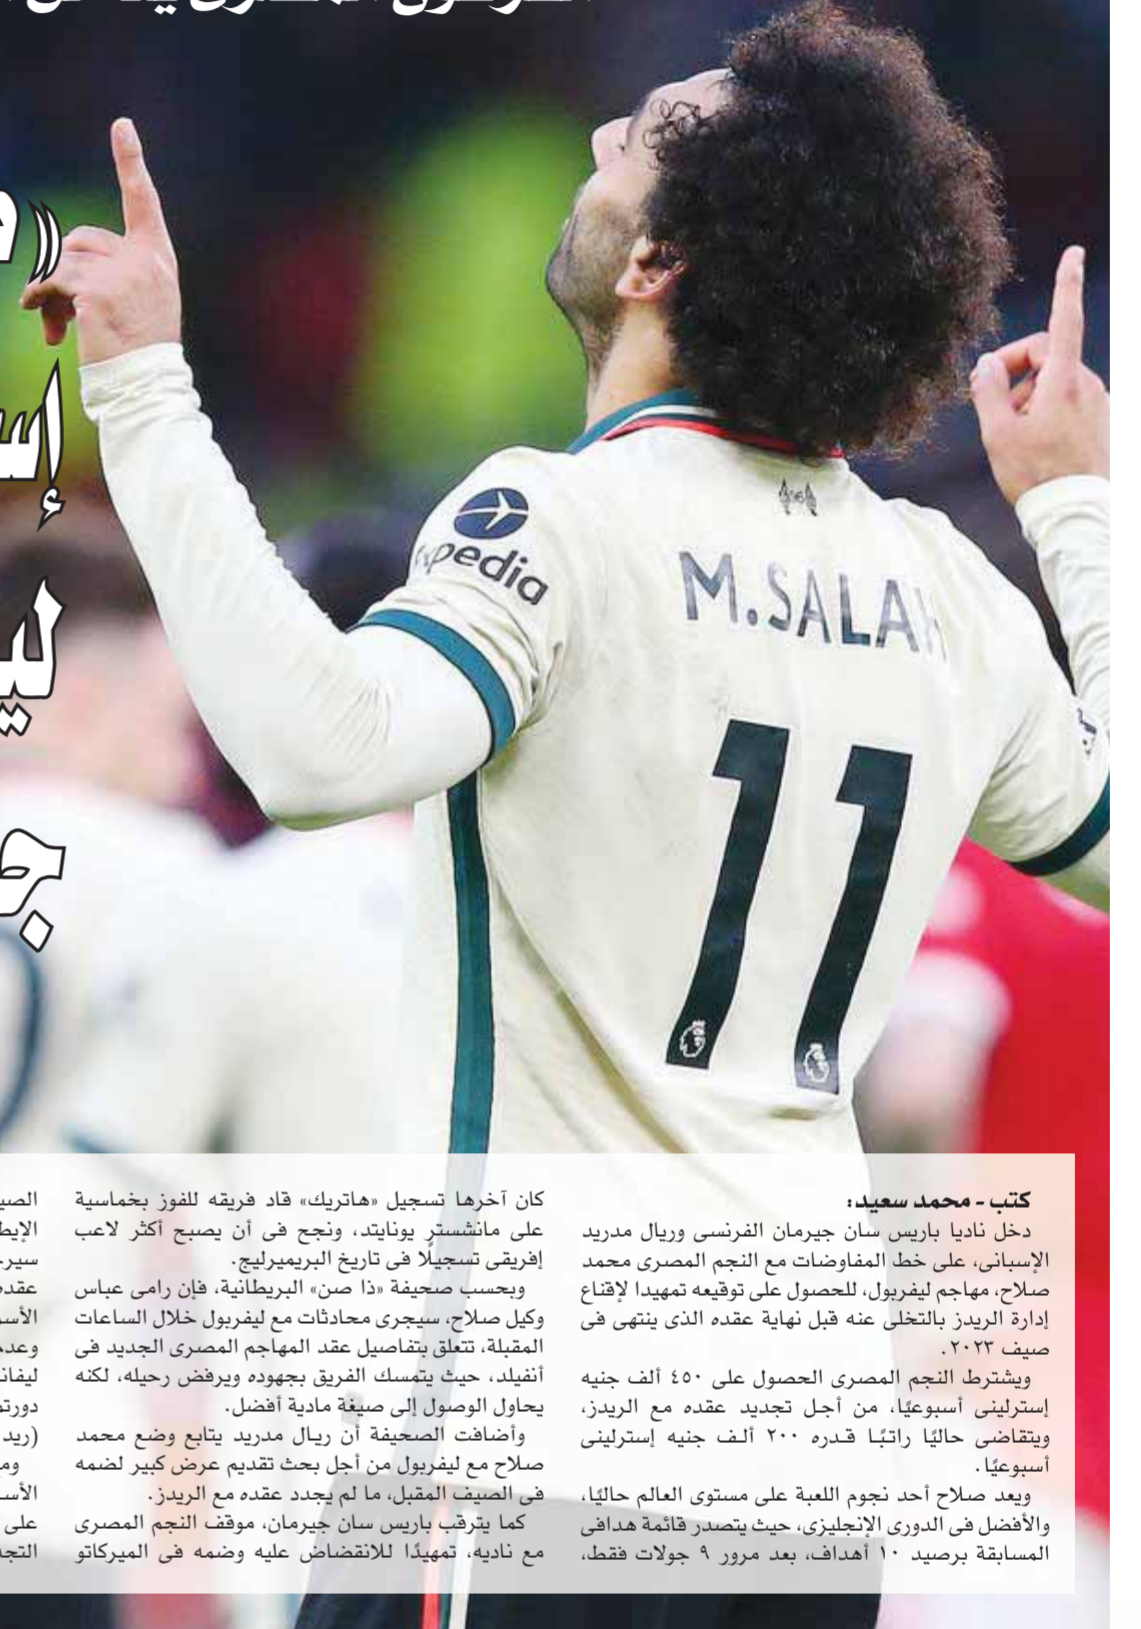 expedia
96
M.SALAH
11
كتب - محمد سعيد:
دخل ناديا باريس سان جيرمان الفرنسى وريال مدريد
الإسبانى، على خط المفاوضات مع النجم المصرى محمد
صلاح، مهاجم ليفربول، للحصول على توقيعه تمهيدا لإقناع
إدارة الريدز بالتخلى عنه قبل نهاية عقده الذى ينتهى فى
صيف ٢٠٢٣.
ويشترط النجم المصرى الحصول على ٤٥٠ ألف جنيه
إسترلينى أسبوعيًا، من أجل تجديد عقده مع الريدز،
ويتقاضى حاليًا راتبًا قدره ٢٠٠ ألف جنيه إسترلينى
أسبوعيًا.
ويعد صلاح أحد نجوم اللعبة على مستوى العالم حاليًا،
والأفضل فى الدورى الإنجليزى، حيث يتصدر قائمة هدافى
المسابقة برصيد ١٠ أهداف، بعد مرور ٩ جولات فقط،
كان آخرها تسجيل «هاتريك» قاد فريقه للفوز بخماسية
على مانشستر يونايتد، ونجح فى أن يصبح أكثر لاعب
إفريقى تسجيلًا فى تاريخ البريميرليج.
وبحسب صحيفة «ذا صن» البريطانية، فإن رامى عباس
وكيل صلاح، سيجرى محادثات مع ليفربول خلال الساعات
المقبلة، تتعلق بتفاصيل عقد المهاجم المصرى الجديد فى
أنفيلد، حيث يتمسك الفريق بجهوده ويرفض رحيله، لكنه
يحاول الوصول إلى صيغة مادية أفضل.
وأضافت الصحيفة أن ريال مدريد يتابع وضع محمد
صلاح مع ليفربول من أجل بحث تقديم عرض كبير لضمه
فى الصيف المقبل، ما لم يجدد عقده مع الريدز.
كما يترقب باريس سان جيرمان، موقف النجم المصرى
مع ناديه، تمهيدًا للانقضاض عليه وضمه فى الميركاتو